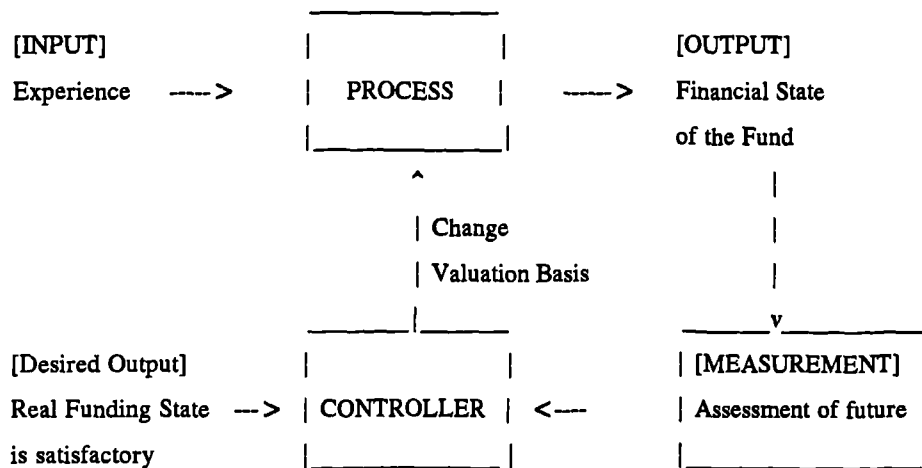 [INPUT]
Experience
PROCESS
[OUTPUT]
Financial State
of the Fund
Change
Valuation Basis
[Desired Output]
Real Funding State
is satisfactory
CONTROLLER
[MEASUREMENT]
Assessment of future